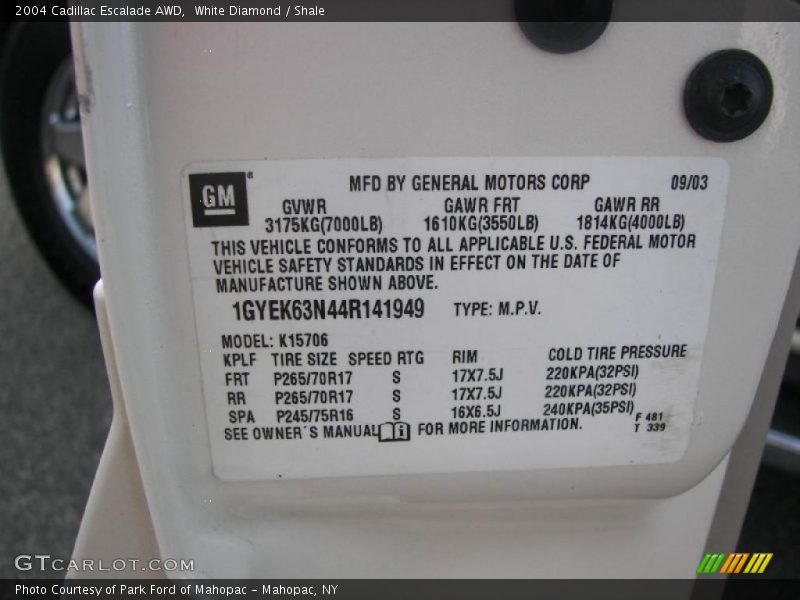 2004 Cadillac Escalade AWD,  White Diamond / Shale
GM®
MFD BY GENERAL MOTORS CORP 09/03
GVWR GAWR FRT GAWR RR
3175KG(7000LB) 1610KG(3550LB) 1814KG(4000LB)
THIS VEHICLE CONFORMS TO ALL APPLICABLE U.S. FEDERAL MOTOR
VEHICLE SAFETY STANDARDS IN EFFECT ON THE DATE OF
MANUFACTURE SHOWN ABOVE.
1GYEK63N44R141949 TYPE: M.P.V.
MODEL: K15706
KPLF TIRE SIZE SPEED RTG RIM COLD TIRE PRESSURE
FRT P265/70R17 S 17X7.5J 220KPA(32PSI)
RR P265/70R17 S 17X7.5J 220KPA(32PSI)
SPA P245/75R16 S 16X6.5J 240KPA(35PSI)
F 481
SEE OWNER'S MANUAL FOR MORE INFORMATION.
T 339
GTCARLOT.COM
Photo Courtesy of Park Ford of Mahopac - Mahopac, NY